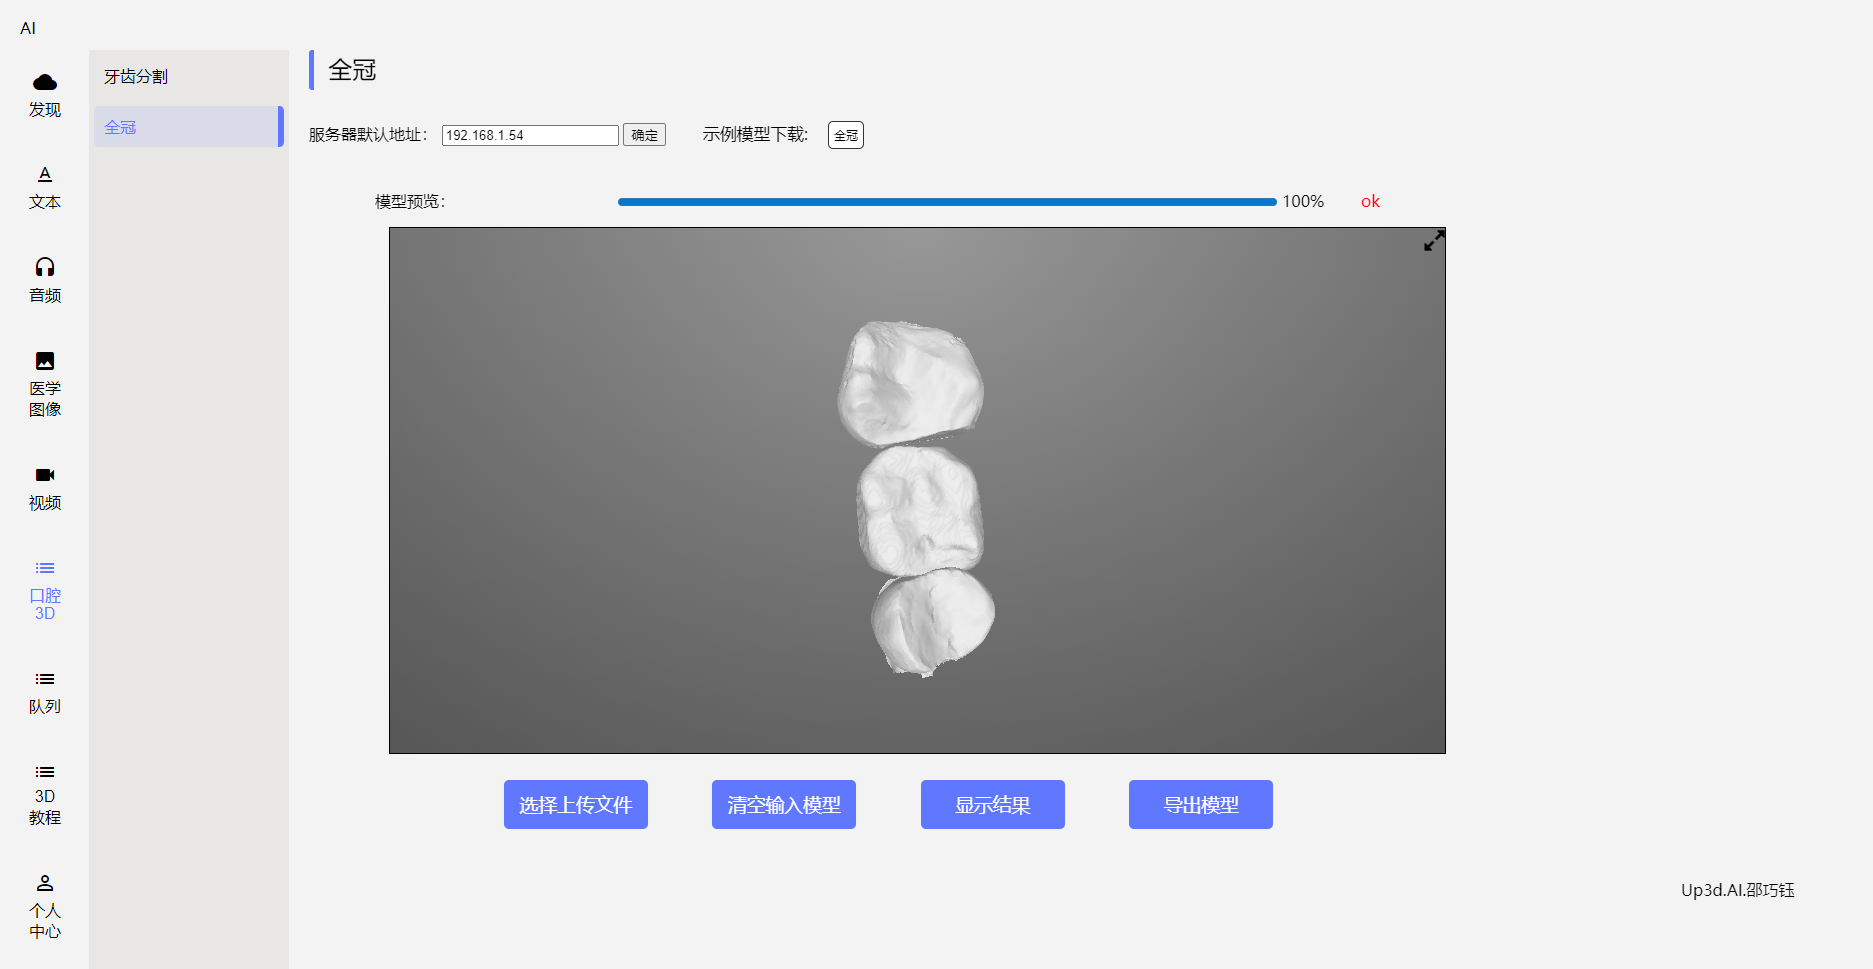 AI
发现
文本
音频
医学
图像
视频
口腔
3D
队列
3D
教程
个人
中心
牙齿分割
全冠
全冠
服务器默认地址： 192.168.1.54 确定 示例模型下载: 全冠
模型预览： 100% ok
选择上传文件 清空输入模型 显示结果 导出模型
Up3d.AI.邵巧钰